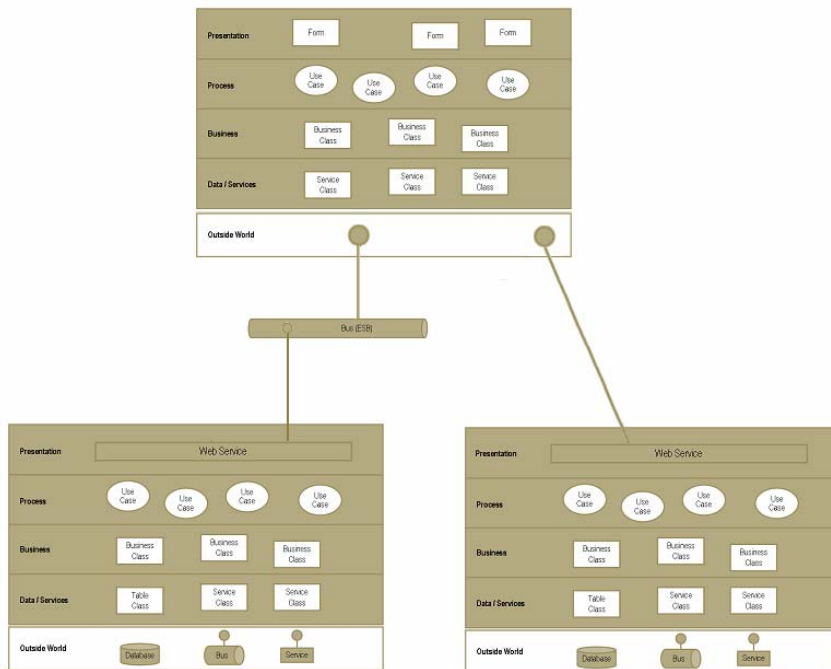 Presentation
Form
Form
Form
Process
Use
Case
Use
Case
Use
Case
Use
Case
Business
Business
Class
Business
Class
Business
Class
Data / Services
Service
Class
Service
Class
Service
Class
Outside World
Bus (ESB)
Presentation
Web Service
Process
Use
Case
Use
Case
Use
Case
Use
Case
Business
Business
Class
Business
Class
Business
Class
Data / Services
Table
Class
Service
Class
Service
Class
Outside World
Database
Bus
Service
Presentation
Web Service
Process
Use
Case
Use
Case
Use
Case
Use
Case
Business
Business
Class
Business
Class
Business
Class
Data / Services
Table
Class
Service
Class
Service
Class
Outside World
Database
Bus
Service